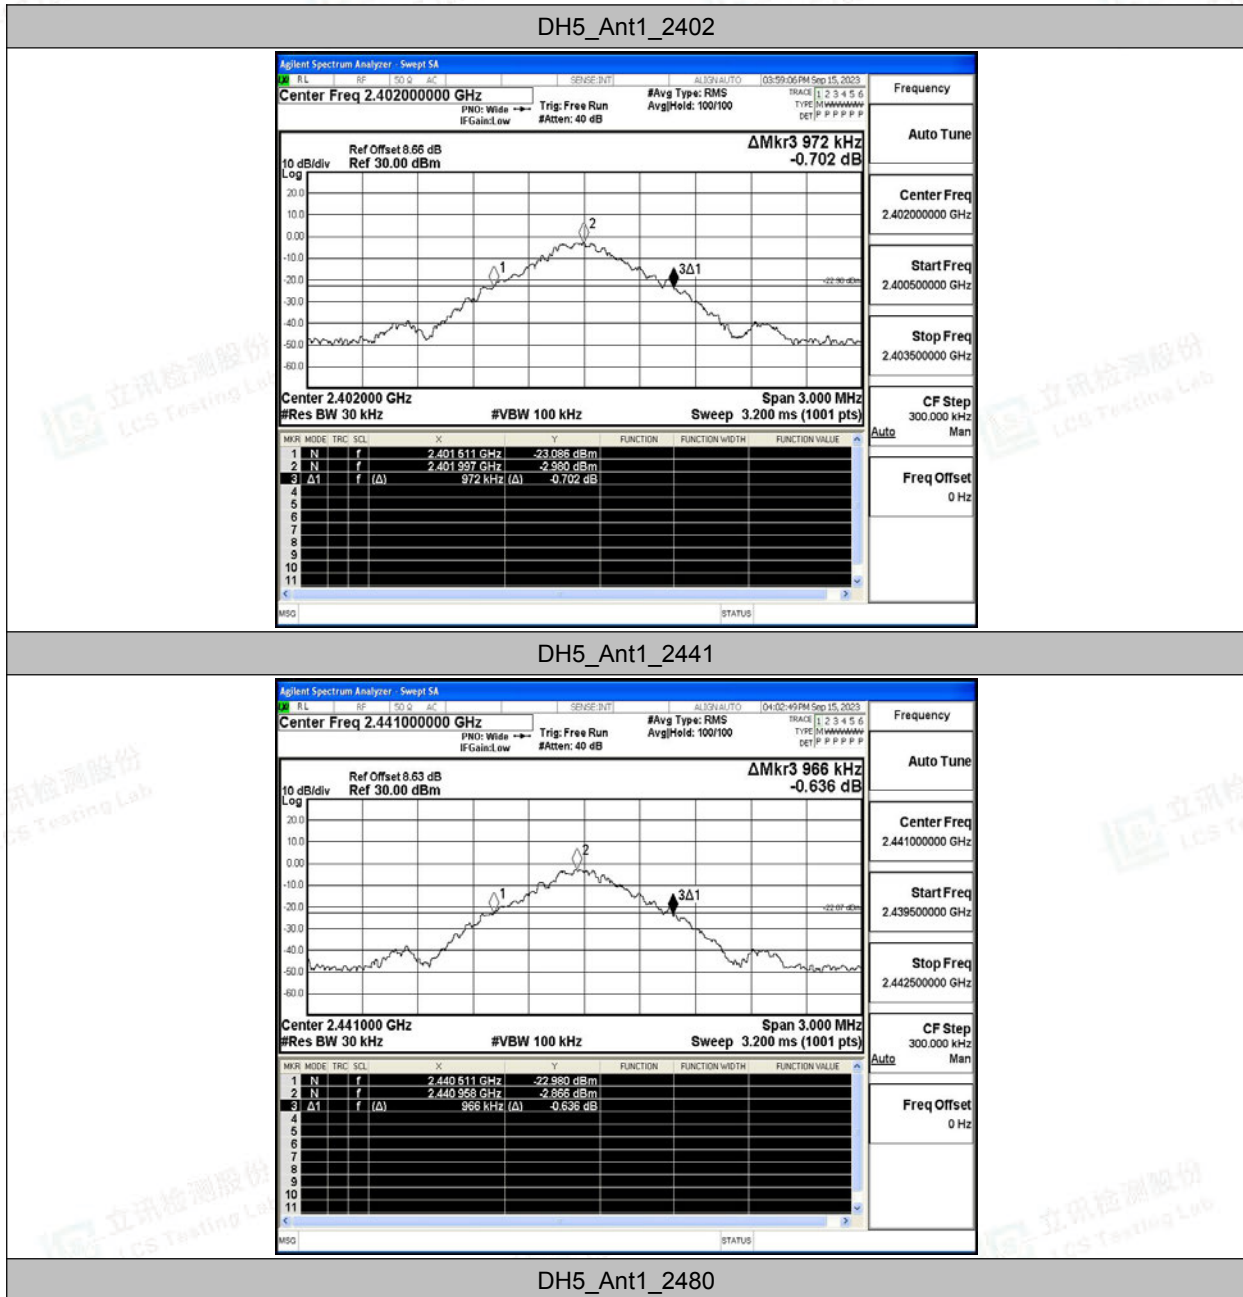 DH5_Ant1_2402
Agilent Spectrum Analyzer - Swept SA
RL RF 50 Ω AC SENSE:INT ALIGN AUTO 03:59:06 PM Sep 15, 2023
Center Freq 2.402000000 GHz
PNO: Wide
IFGain:Low
Trig: Free Run
#Atten: 40 dB
#Avg Type: RMS
Avg|Hold: 100/100
TRACE 1 2 3 4 5 6
TYPE M
DET P P P P P P
Ref Offset 8.66 dB
10 dB/div Ref 30.00 dBm
ΔMkr3 972 kHz
-0.702 dB
Log
20.0
10.0
0.00
-10.0
-20.0
-30.0
-40.0
-50.0
-60.0
1
2
3Δ1
Center 2.402000 GHz Span 3.000 MHz
#Res BW 30 kHz #VBW 100 kHz Sweep 3.200 ms (1001 pts)
MKR MODE TRC SCL X Y FUNCTION FUNCTION WIDTH FUNCTION VALUE
1 N f 2.401 511 GHz -23.086 dBm
2 N f 2.401 997 GHz -2.980 dBm
3 Δ1 f (Δ) 972 kHz (Δ) -0.702 dB
4
5
6
7
8
9
10
11
MSG STATUS
Frequency
Auto Tune
Center Freq
2.402000000 GHz
Start Freq
2.400500000 GHz
Stop Freq
2.403500000 GHz
CF Step
300.000 kHz
Auto Man
Freq Offset
0 Hz
DH5_Ant1_2441
Agilent Spectrum Analyzer - Swept SA
RL RF 50 Ω AC SENSE:INT ALIGN AUTO 04:02:49 PM Sep 15, 2023
Center Freq 2.441000000 GHz
PNO: Wide
IFGain:Low
Trig: Free Run
#Atten: 40 dB
#Avg Type: RMS
Avg|Hold: 100/100
TRACE 1 2 3 4 5 6
TYPE M
DET P P P P P P
Ref Offset 8.63 dB
10 dB/div Ref 30.00 dBm
ΔMkr3 966 kHz
-0.636 dB
Log
20.0
10.0
0.00
-10.0
-20.0
-30.0
-40.0
-50.0
-60.0
1
2
3Δ1
Center 2.441000 GHz Span 3.000 MHz
#Res BW 30 kHz #VBW 100 kHz Sweep 3.200 ms (1001 pts)
MKR MODE TRC SCL X Y FUNCTION FUNCTION WIDTH FUNCTION VALUE
1 N f 2.440 511 GHz -22.980 dBm
2 N f 2.440 958 GHz -2.866 dBm
3 Δ1 f (Δ) 966 kHz (Δ) -0.636 dB
4
5
6
7
8
9
10
11
MSG STATUS
Frequency
Auto Tune
Center Freq
2.441000000 GHz
Start Freq
2.439500000 GHz
Stop Freq
2.442500000 GHz
CF Step
300.000 kHz
Auto Man
Freq Offset
0 Hz
DH5_Ant1_2480
立讯检测股份
LCS Testing Lab